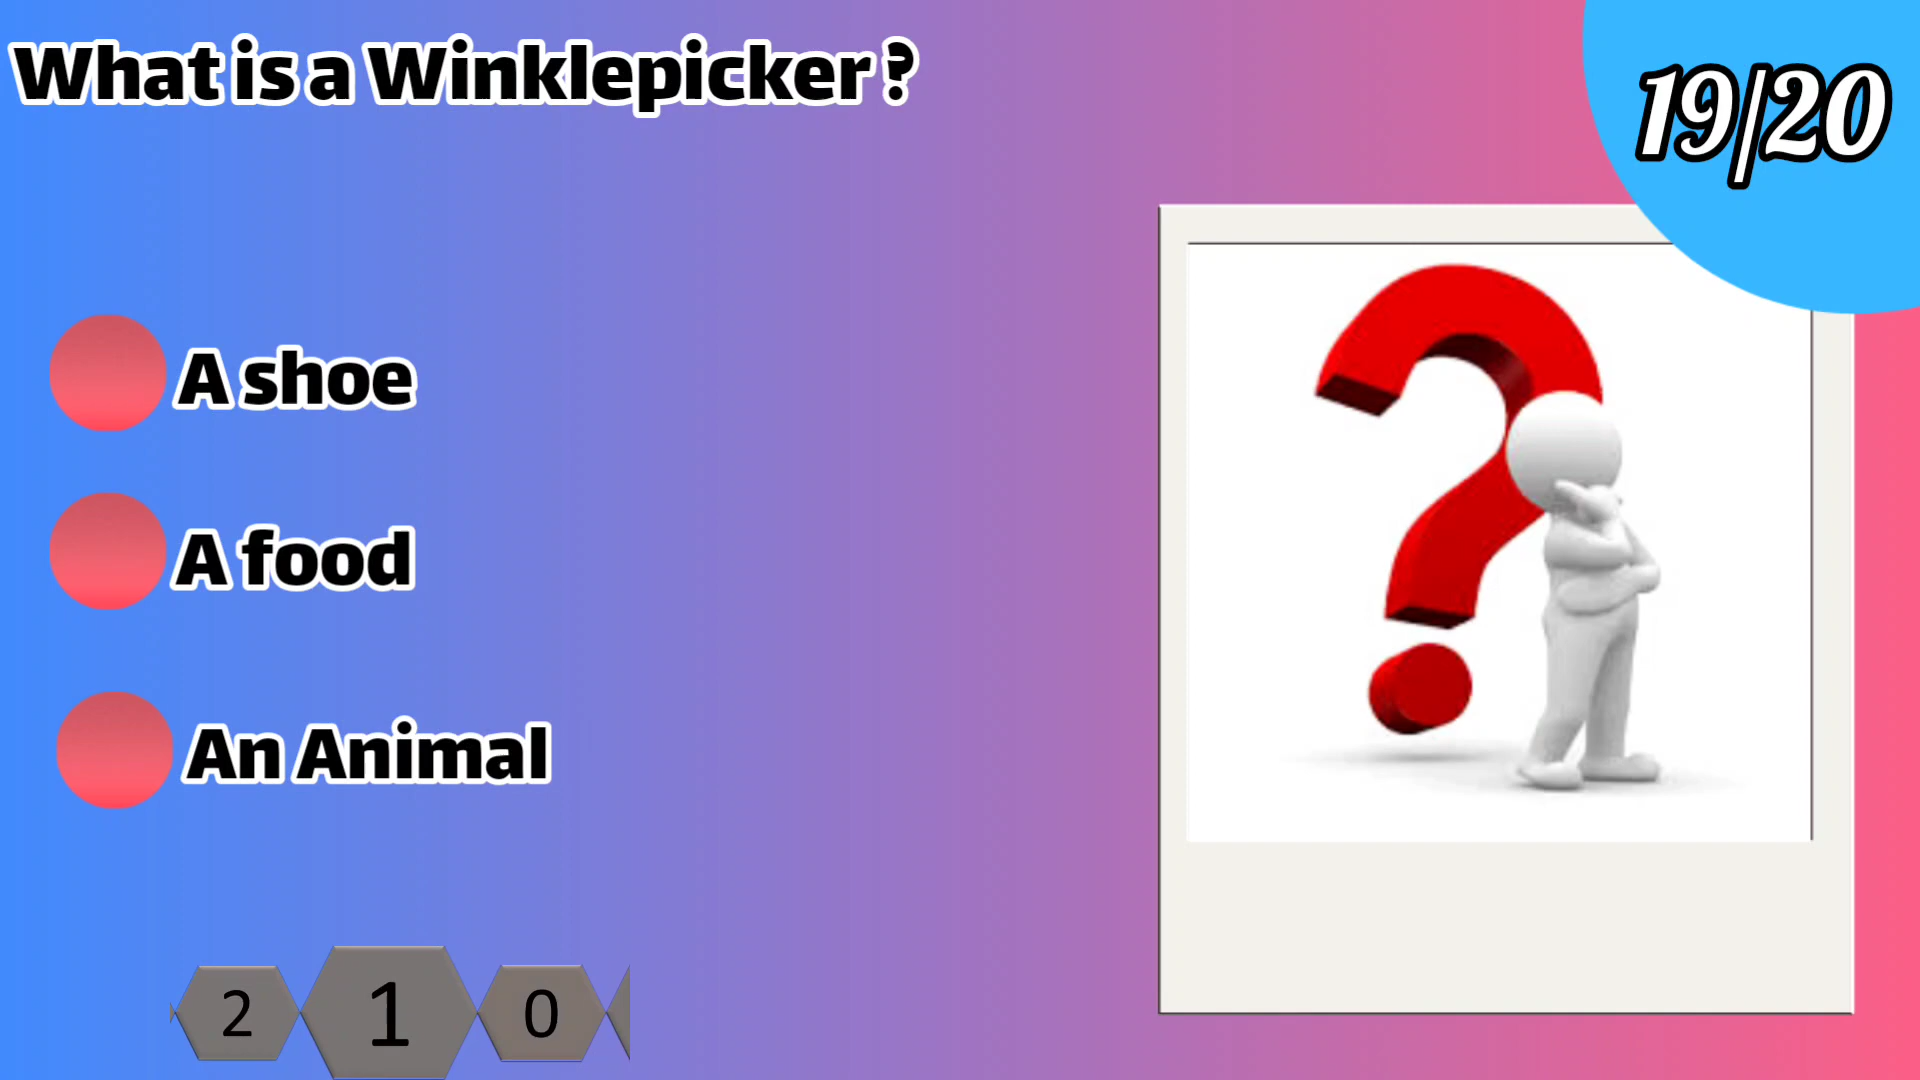 What is a Winklepicker ?
19/20
A shoe
A food
An Animal
2 1 0